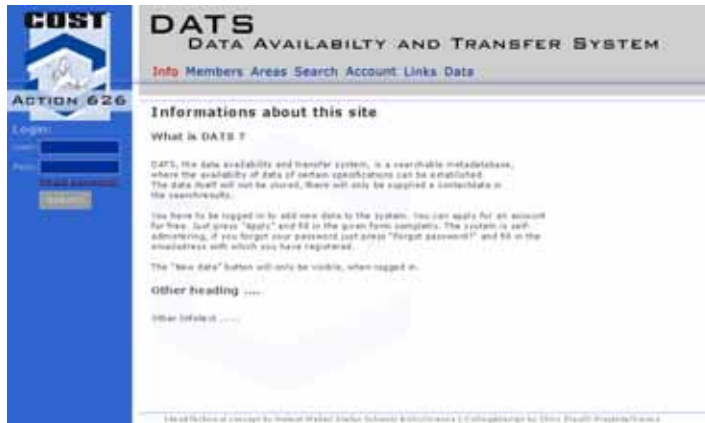 COST
DATS
DATA AVAILABILTY AND TRANSFER SYSTEM
Info Members Areas Search Account Links Data
ACTION 626
Informations about this site
Login:
What is DATS ?
User:
Pass:
DATS, the data availability and transfer system, is a searchable metadatabase,
where the availability of data of certain specifications can be established.
The data itself will not be stored, there will only be supplied a contactdata in
the searchresults.
You have to be logged in to add new data to the system. You can apply for an account
for free. Just press "Apply" and fill in the given form completly. The system is self-
admistering, if you forgot your password just press "Forgot password?" and fill in the
emailadress with which you have registered.
The "New data" button will only be visible, when logged in.
Other heading ....
Other Infotext .....